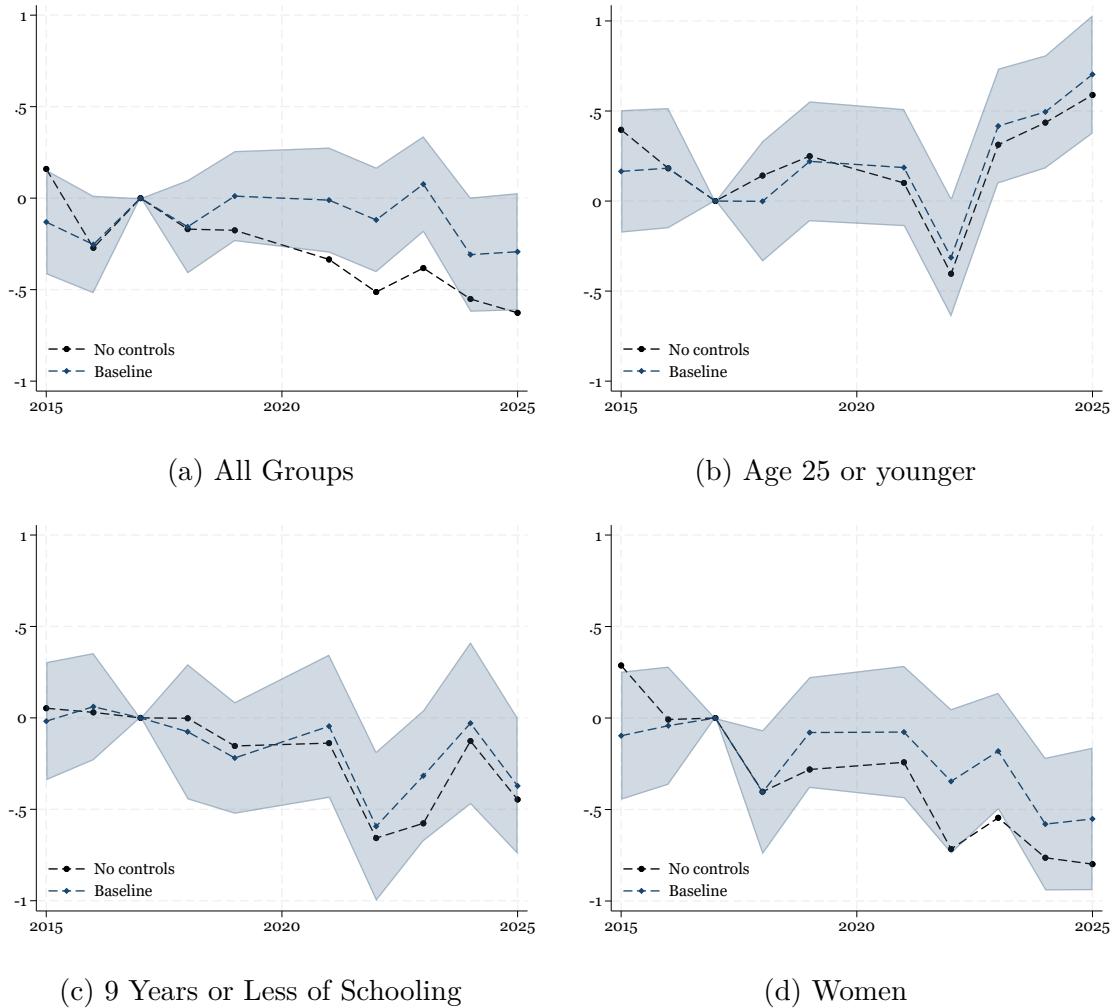 1
.5
0
-.5
-1
No controls
Baseline
2015 2020 2025
(a) All Groups
1
.5
0
-.5
-1
No controls
Baseline
2015 2020 2025
(b) Age 25 or younger
1
.5
0
-.5
-1
No controls
Baseline
2015 2020 2025
(c) 9 Years or Less of Schooling
1
.5
0
-.5
-1
No controls
Baseline
2015 2020 2025
(d) Women